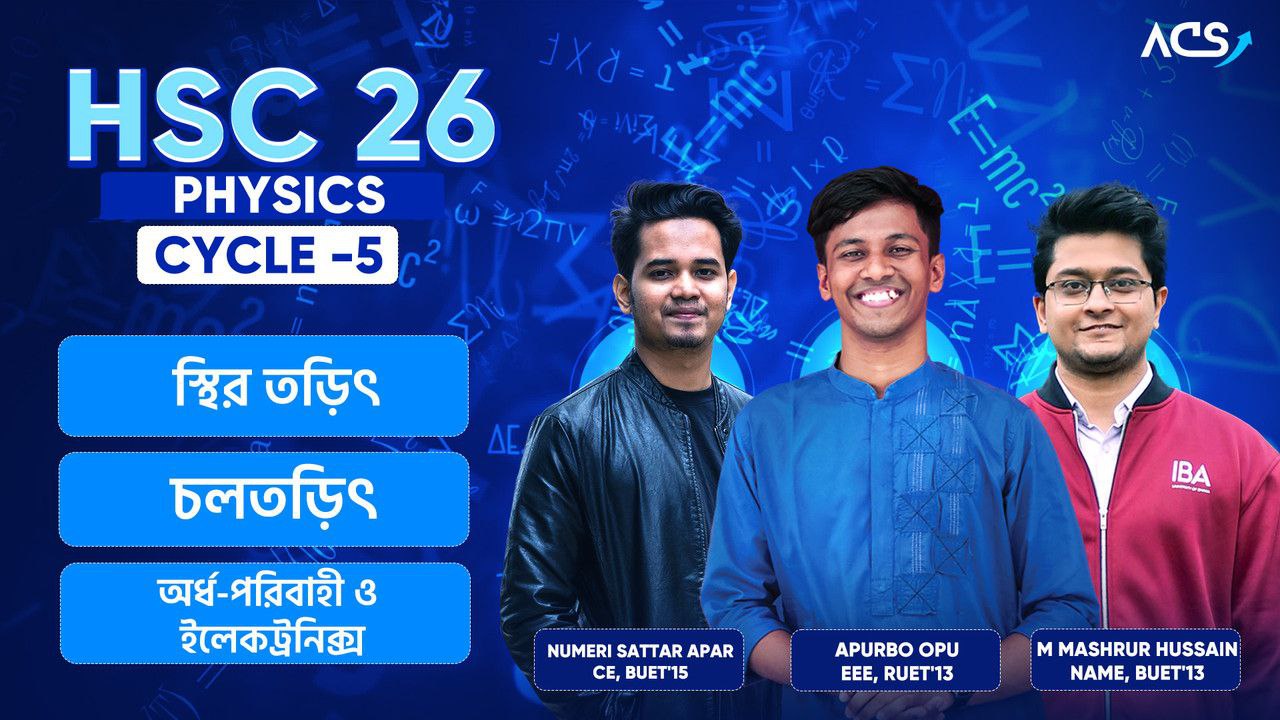 ACS
HSC 26
PHYSICS
CYCLE -5
স্থির তড়িৎ
চলতড়িৎ
অর্ধ-পরিবাহী ও
ইলেকট্রনিক্স
E=mc²
IBA
NUMERI SATTAR APAR
CE, BUET'15
APURBO OPU
EEE, RUET'13
M MASHRUR HUSSAIN
NAME, BUET'13